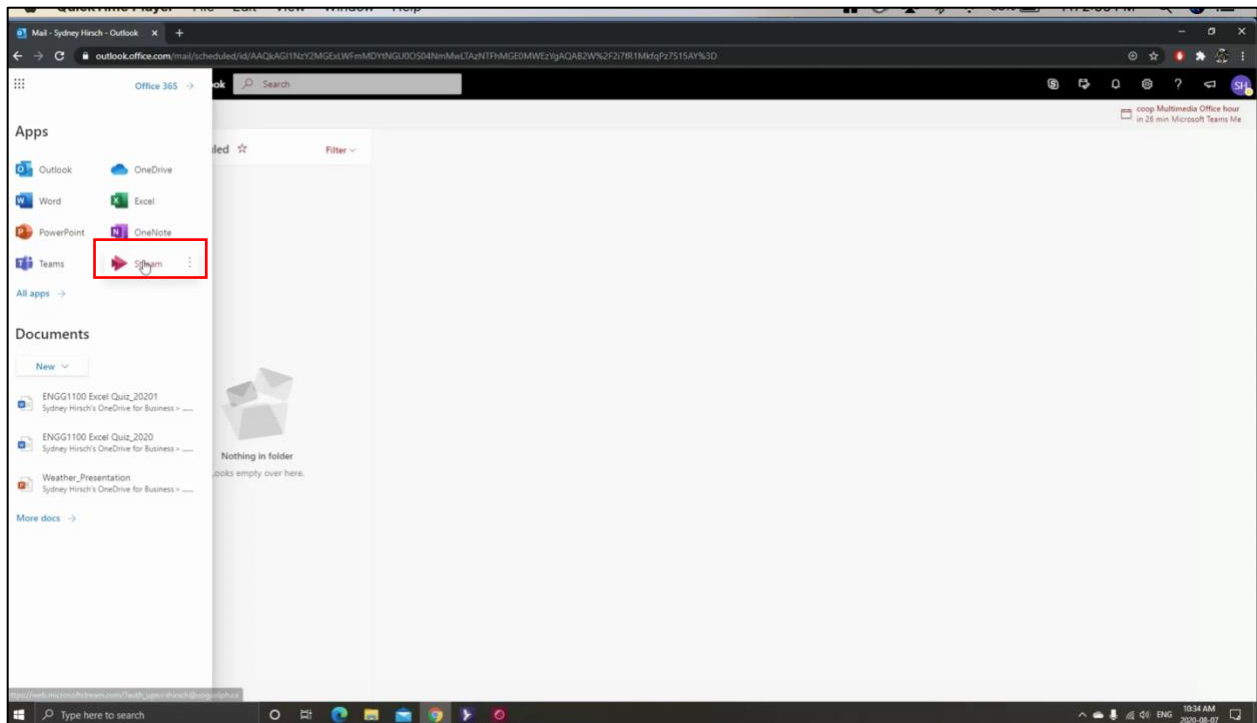 QuickTime Player File Edit View Window Help
Mail - Sydney Hirsch - Outlook
outlook.office.com/mail/scheduled/id/
Office 365 →
ok
Search
SH
coop Multimedia Office hour
in 26 min Microsoft Teams Me
Apps
led
Filter
Outlook
OneDrive
Word
Excel
PowerPoint
OneNote
Teams
Stream
All apps →
Documents
New
ENGG1100 Excel Quiz_20201
Sydney Hirsch's OneDrive for Business > ......
ENGG1100 Excel Quiz_2020
Sydney Hirsch's OneDrive for Business > ......
Weather_Presentation
Sydney Hirsch's OneDrive for Business > ......
More docs →
Nothing in folder
Looks empty over here.
Type here to search
ENG
10:34 AM
2020-08-07